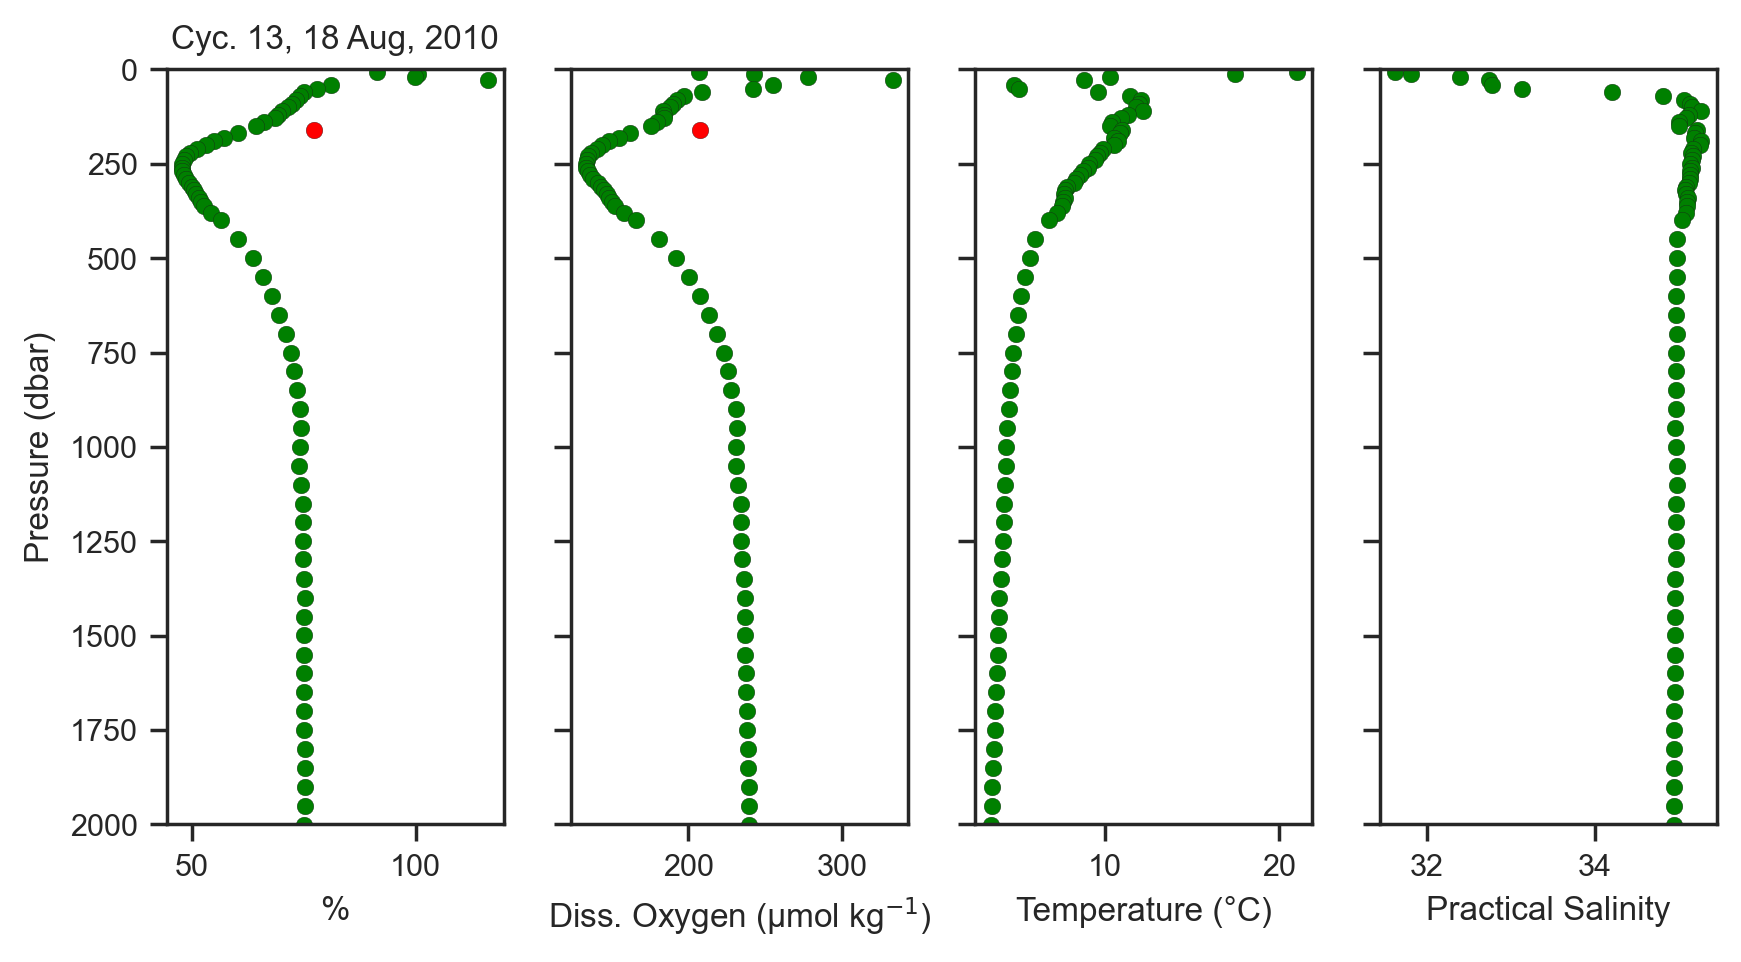 Cyc. 13, 18 Aug, 2010
0
250
500
750
1000
1250
1500
1750
2000
Pressure (dbar)
50 100
%
200 300
Diss. Oxygen (µmol kg⁻¹)
10 20
Temperature (°C)
32 34
Practical Salinity